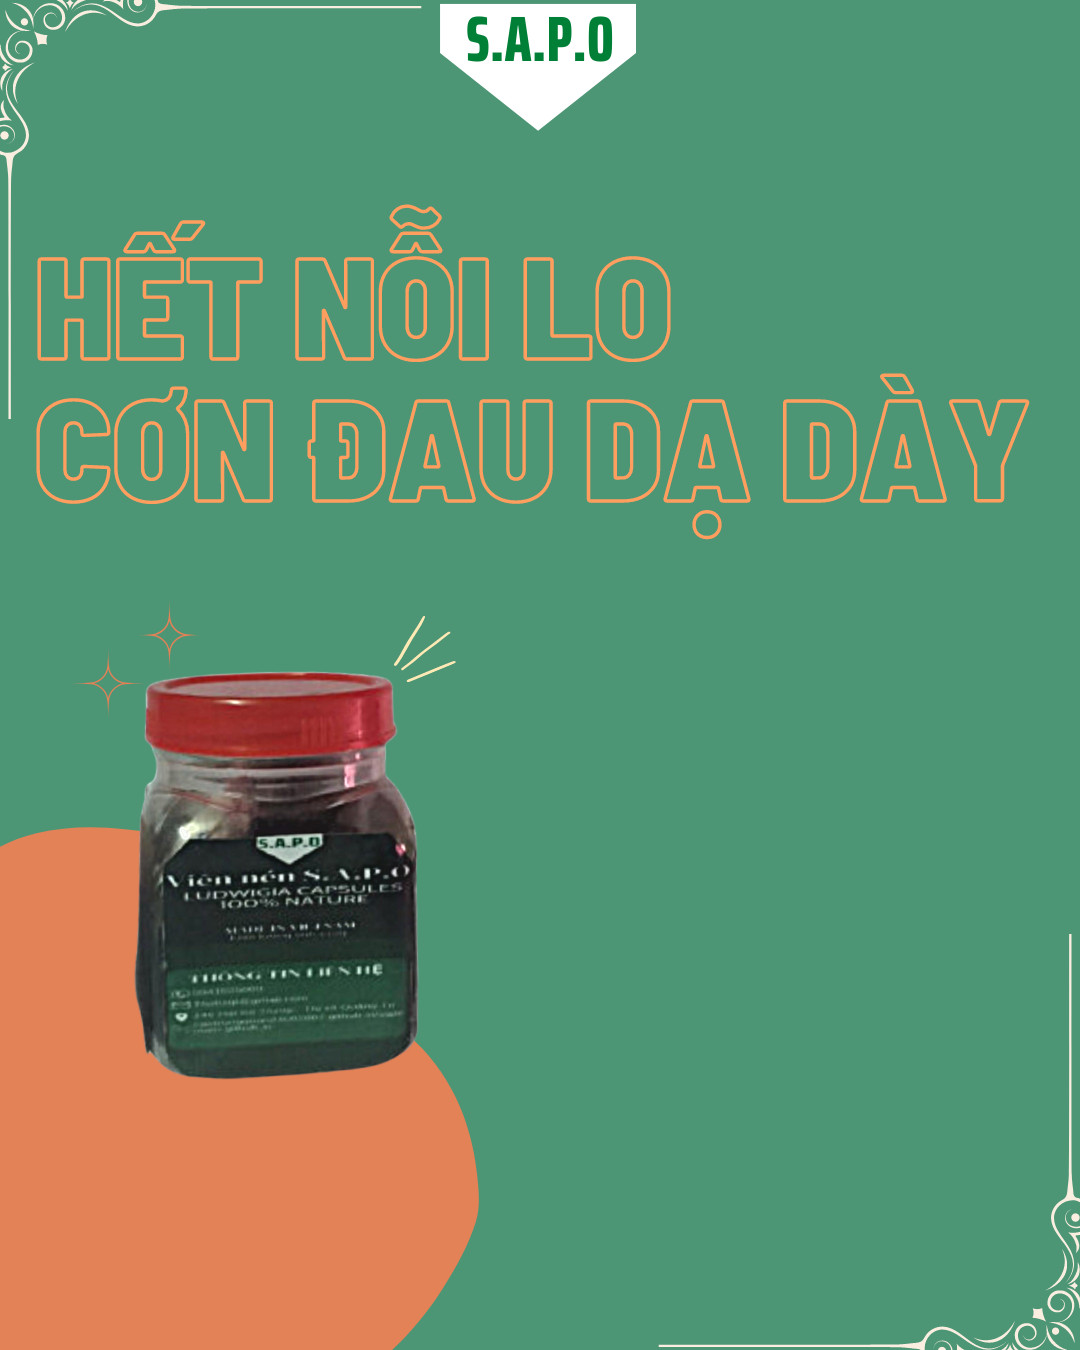 S.A.P.O
HẾT NỖI LO
CƠN ĐAU DẠ DÀY
S.A.P.O
Viên nén S.A.P.O
LUDWIGIA CAPSULES
100% NATURE
MADE IN VIETNAM
THÔNG TIN LIÊN HỆ